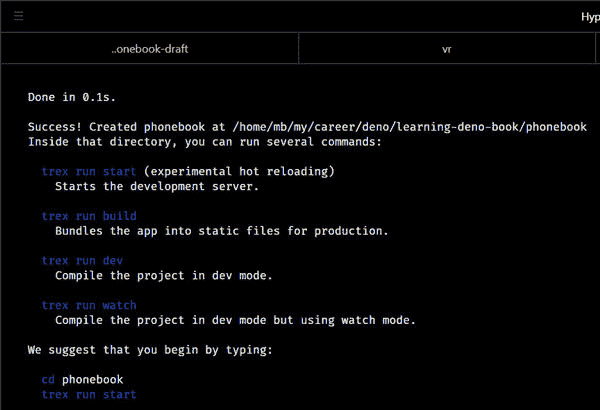 Hyp
..onebook-draft
vr
Done in 0.1s.
Success! Created phonebook at /home/mb/my/career/deno/learning-deno-book/phonebook
Inside that directory, you can run several commands:
trex run start (experimental hot reloading)
Starts the development server.
trex run build
Bundles the app into static files for production.
trex run dev
Compile the project in dev mode.
trex run watch
Compile the project in dev mode but using watch mode.
We suggest that you begin by typing:
cd phonebook
trex run start